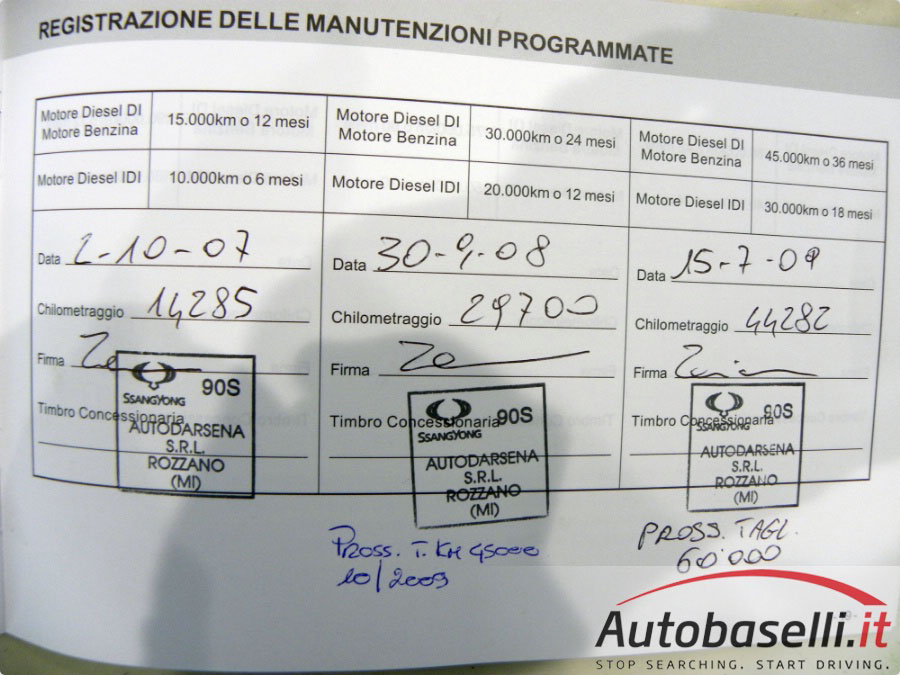 REGISTRAZIONE DELLE MANUTENZIONI PROGRAMMATE
Motore Diesel DI
Motore Benzina
15.000km o 12 mesi
Motore Diesel IDI
10.000km o 6 mesi
Data 2-10-07
Chilometraggio 14285
Firma
Timbro Concessionaria
SSANGYONG 90S
AUTODARSENA
S.R.L.
ROZZANO
(MI)
Motore Diesel DI
Motore Benzina
30.000km o 24 mesi
Motore Diesel IDI
20.000km o 12 mesi
Data 30-9-08
Chilometraggio 29700
Firma
Timbro Concessionaria
SSANGYONG 90S
AUTODARSENA
S.R.L.
ROZZANO
(MI)
PROSS. T. KM 45000
10/2009
Motore Diesel DI
Motore Benzina
45.000km o 36 mesi
Motore Diesel IDI
30.000km o 18 mesi
Data 15-7-09
Chilometraggio 44282
Firma
Timbro Concessionaria
SSANGYONG 90S
AUTODARSENA
S.R.L.
ROZZANO
(MI)
PROSS. TAGL.
60.000
Autobaselli.it
STOP SEARCHING. START DRIVING.